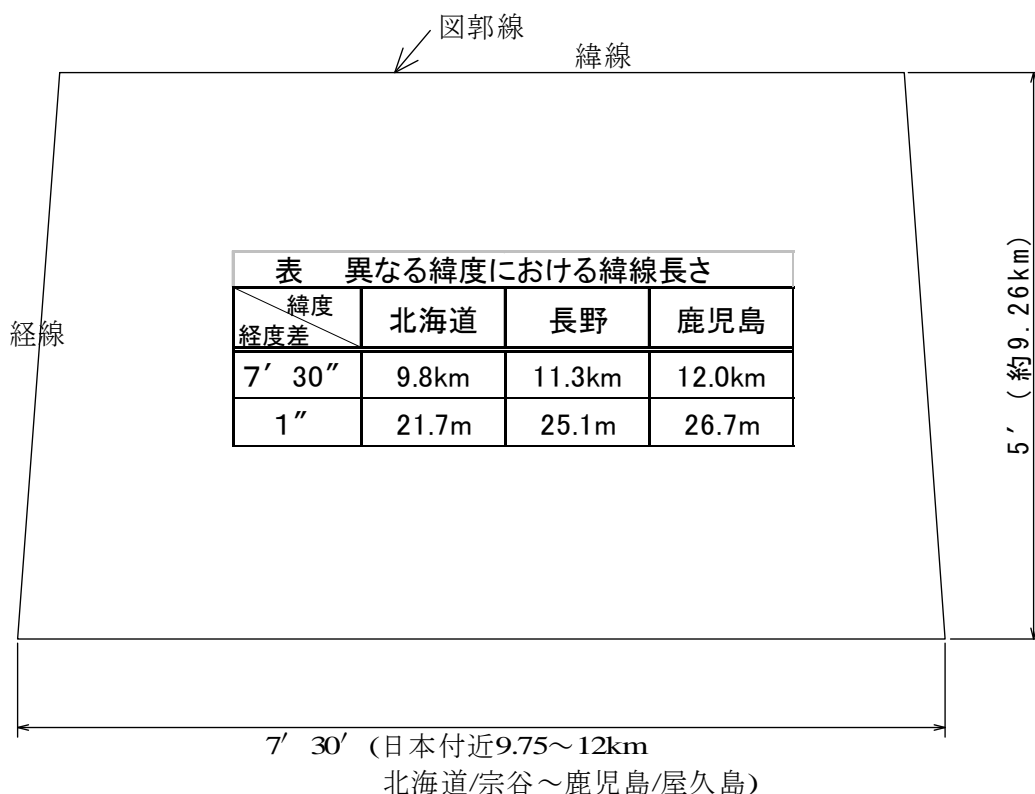 図郭線
緯線
経線
表 異なる緯度における緯線長さ
緯度
経度差
北海道 長野 鹿児島
7′ 30″ 9.8km 11.3km 12.0km
1″ 21.7m 25.1m 26.7m
5′(約9.26km)
7′ 30′ (日本付近9.75~12km
北海道/宗谷~鹿児島/屋久島)